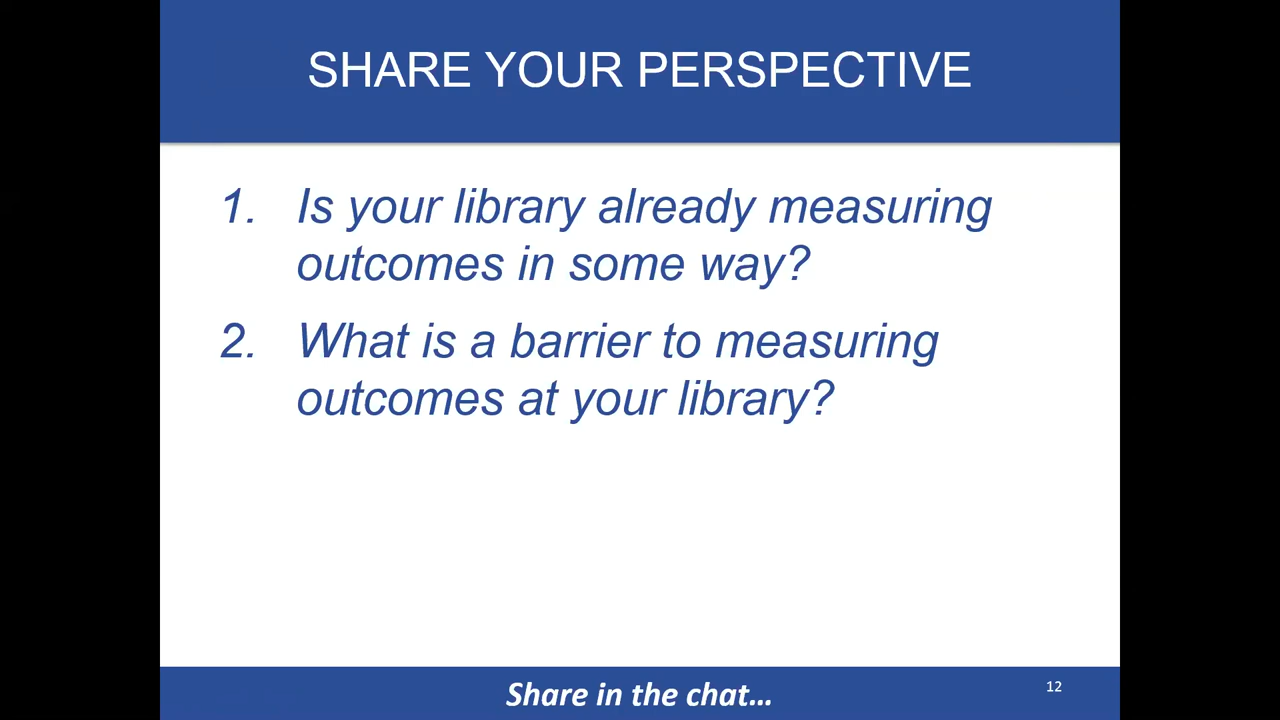 SHARE YOUR PERSPECTIVE
1. Is your library already measuring
outcomes in some way?
2. What is a barrier to measuring
outcomes at your library?
Share in the chat...
12